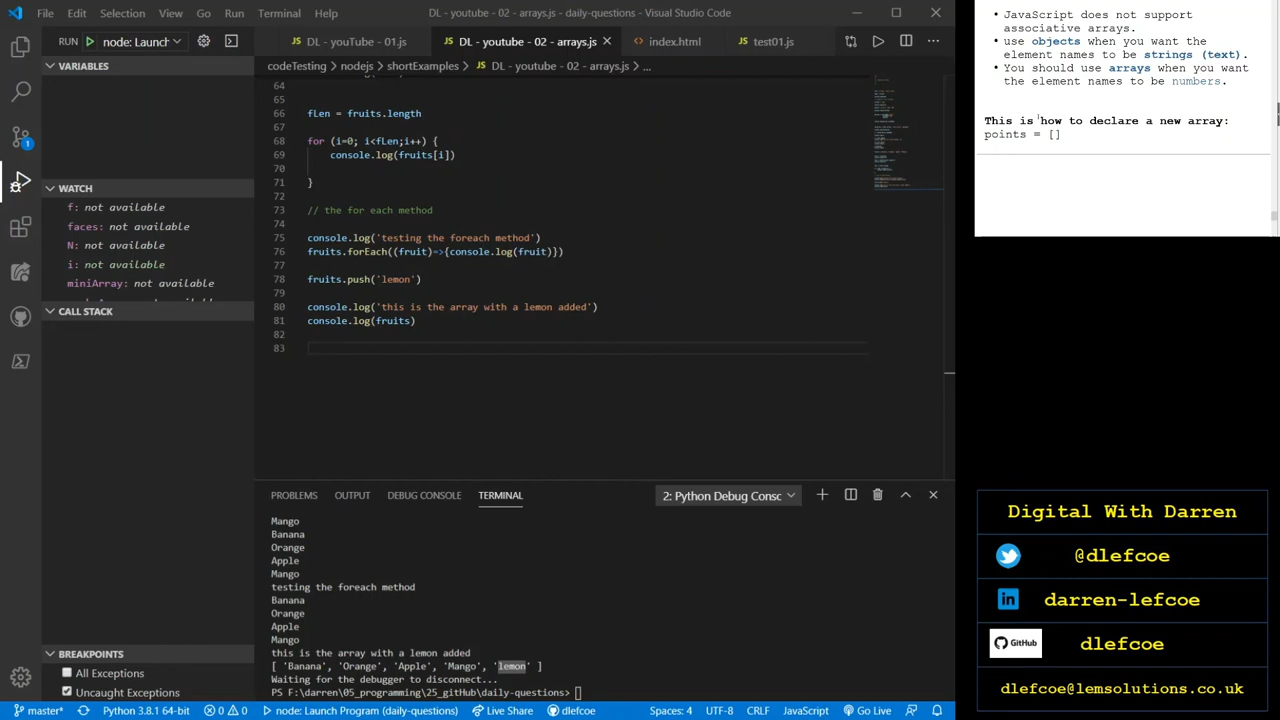 File Edit Selection View Go Run Terminal Help
DL - youtube - 02 - arrays.js - daily-questions - Visual Studio Code
RUN node: Launch
DL - youtube - 01.js
DL - youtube - 02 - arrays.js
index.html
test01.js
codeTesting > nodejs > shortExamples > JS DL - youtube - 02 - arrays.js > ...
VARIABLES
WATCH
f: not available
faces: not available
N: not available
i: not available
miniArray: not available
CALL STACK
BREAKPOINTS
All Exceptions
Uncaught Exceptions
64
65
66 fLen = fruits.length
67
68 for (i=0; i<fLen;i++) {
69 console.log(fruits[i])
70
71 }
72
73 // the for each method
74
75 console.log('testing the foreach method')
76 fruits.forEach((fruit)=>{console.log(fruit)})
77
78 fruits.push('lemon')
79
80 console.log('this is the array with a lemon added')
81 console.log(fruits)
82
83
PROBLEMS OUTPUT DEBUG CONSOLE TERMINAL
2: Python Debug Consc
Mango
Banana
Orange
Apple
Mango
testing the foreach method
Banana
Orange
Apple
Mango
this is the array with a lemon added
[ 'Banana', 'Orange', 'Apple', 'Mango', 'lemon' ]
Waiting for the debugger to disconnect...
PS F:\darren\05_programming\25_gitHub\daily-questions>
master* Python 3.8.1 64-bit 0 0 node: Launch Program (daily-questions) Live Share dlefcoe Spaces: 4 UTF-8 CRLF JavaScript Go Live
• JavaScript does not support
associative arrays.
• use objects when you want the
element names to be strings (text).
• You should use arrays when you want
the element names to be numbers.
This is how to declare a new array:
points = []
Digital With Darren
@dlefcoe
in darren-lefcoe
GitHub dlefcoe
dlefcoe@lemsolutions.co.uk